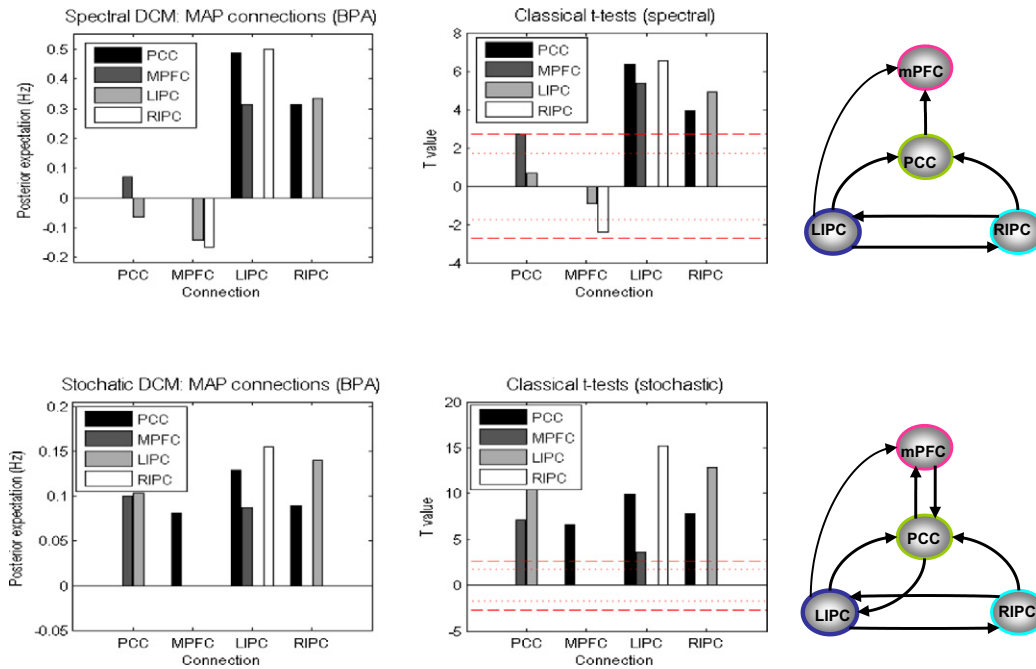 Spectral DCM: MAP connections (BPA)
Posterior expectation (Hz)
0.5
0.4
0.3
0.2
0.1
0
-0.1
-0.2
PCC
MPFC
LIPC
RIPC
PCC MPFC LIPC RIPC
Connection
Classical t-tests (spectral)
T value
8
6
4
2
0
-2
-4
PCC
MPFC
LIPC
RIPC
PCC MPFC LIPC RIPC
Connection
mPFC
PCC
LIPC
RIPC
Stochatic DCM: MAP connections (BPA)
Posterior expectation (Hz)
0.2
0.15
0.1
0.05
0
-0.05
PCC
MPFC
LIPC
RIPC
PCC MPFC LIPC RIPC
Connection
Classical t-tests (stochastic)
T value
20
15
10
5
0
-5
PCC
MPFC
LIPC
RIPC
PCC MPFC LIPC RIPC
Connection
mPFC
PCC
LIPC
RIPC